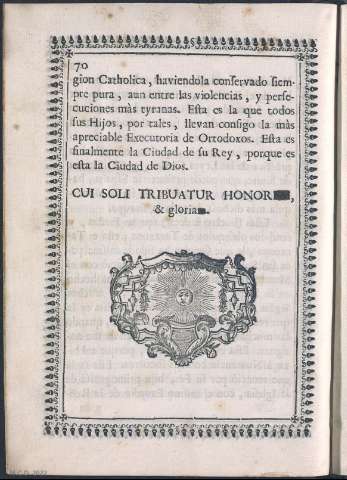 70
gion Catholica, haviendola conservado siem-
pre pura, aun entre las violencias, y perse-
cuciones màs tyranas. Esta es la que todos
sus Hijos, por tales, llevan consigo la màs
apreciable Executoria de Ortodoxos. Esta es
finalmente la Ciudad de su Rey, porque es
esta la Ciudad de Dios.
CUI SOLI TRIBUATUR HONOR,
& gloria.